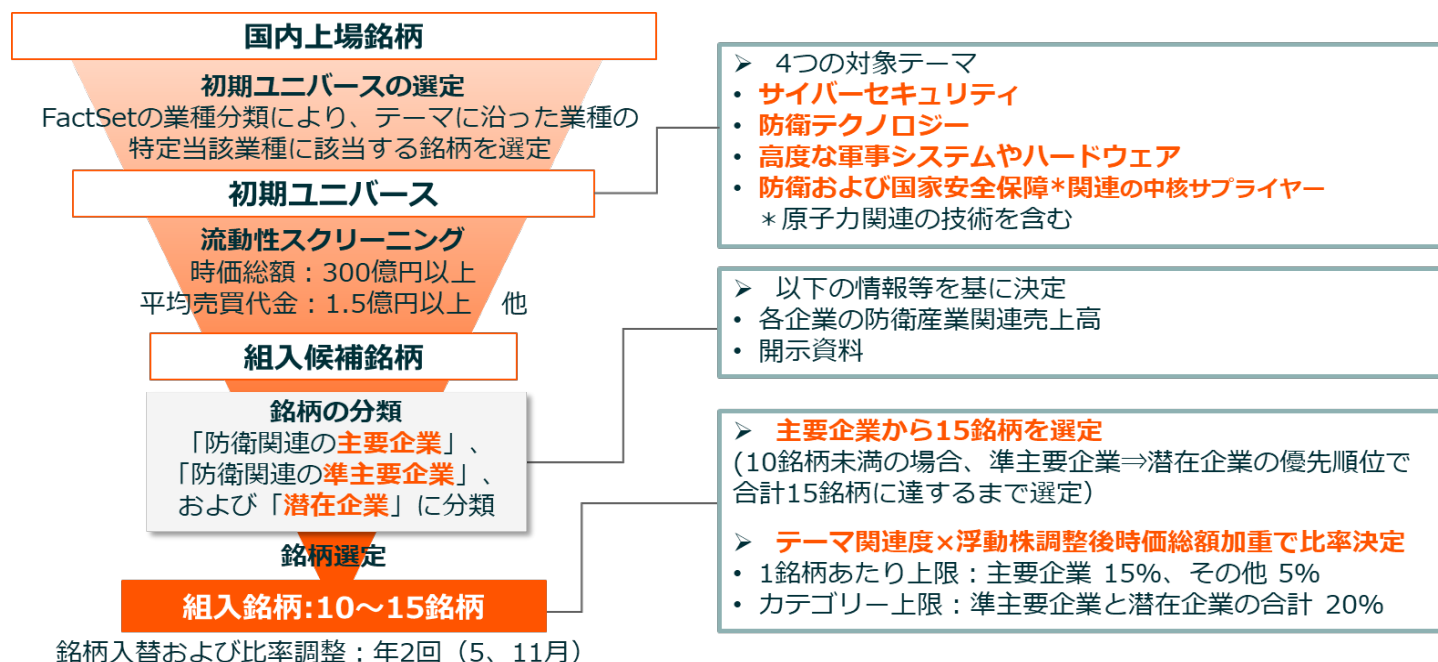 国内上場銘柄
初期ユニバースの選定
FactSetの業種分類により、テーマに沿った業種の
特定当該業種に該当する銘柄を選定
初期ユニバース
流動性スクリーニング
時価総額：300億円以上
平均売買代金：1.5億円以上　他
組入候補銘柄
銘柄の分類
「防衛関連の主要企業」、
「防衛関連の準主要企業」、
および「潜在企業」に分類
銘柄選定
組入銘柄:10～15銘柄
銘柄入替および比率調整：年2回（5、11月）
➢ 4つの対象テーマ
• サイバーセキュリティ
• 防衛テクノロジー
• 高度な軍事システムやハードウェア
• 防衛および国家安全保障*関連の中核サプライヤー
＊原子力関連の技術を含む
➢ 以下の情報等を基に決定
• 各企業の防衛産業関連売上高
• 開示資料
➢ 主要企業から15銘柄を選定
(10銘柄未満の場合、準主要企業⇒潜在企業の優先順位で
合計15銘柄に達するまで選定）
➢ テーマ関連度×浮動株調整後時価総額加重で比率決定
• 1銘柄あたり上限：主要企業 15%、その他 5%
• カテゴリー上限：準主要企業と潜在企業の合計 20%